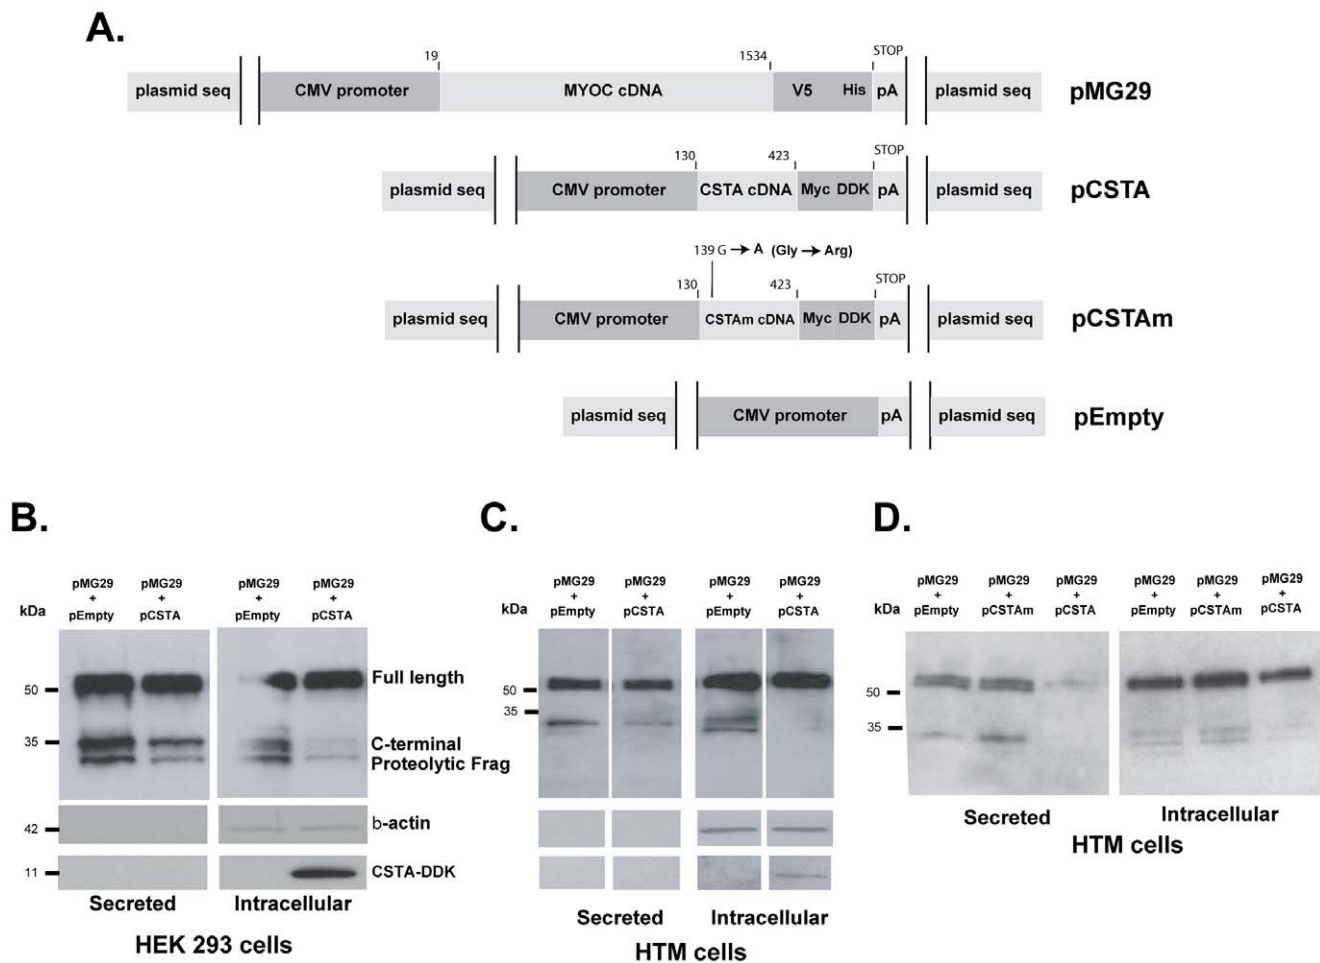 A.
19 1534 STOP
plasmid seq CMV promoter MYOC cDNA V5 His pA plasmid seq pMG29
130 423 STOP
plasmid seq CMV promoter CSTA cDNA Myc DDK pA plasmid seq pCSTA
139 G → A (Gly → Arg)
130 423 STOP
plasmid seq CMV promoter CSTAm cDNA Myc DDK pA plasmid seq pCSTAm
plasmid seq CMV promoter pA plasmid seq pEmpty
B.
pMG29 pMG29 pMG29 pMG29
+ + + +
kDa pEmpty pCSTA pEmpty pCSTA
50 Full length
35 C-terminal
Proteolytic Frag
42 b-actin
11 CSTA-DDK
Secreted Intracellular
HEK 293 cells
C.
pMG29 pMG29 pMG29 pMG29
+ + + +
kDa pEmpty pCSTA pEmpty pCSTA
50
35
Secreted Intracellular
HTM cells
D.
pMG29 pMG29 pMG29 pMG29 pMG29 pMG29
+ + + + + +
kDa pEmpty pCSTAm pCSTA pEmpty pCSTAm pCSTA
50
35
Secreted Intracellular
HTM cells